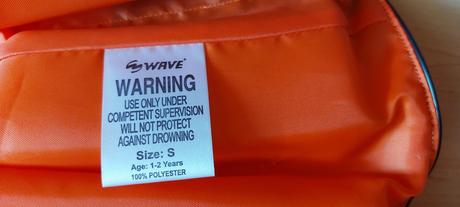 WAVE®
WARNING
USE ONLY UNDER
COMPETENT SUPERVISION
WILL NOT PROTECT
AGAINST DROWNING
Size: S
Age: 1-2 Years
100% POLYESTER